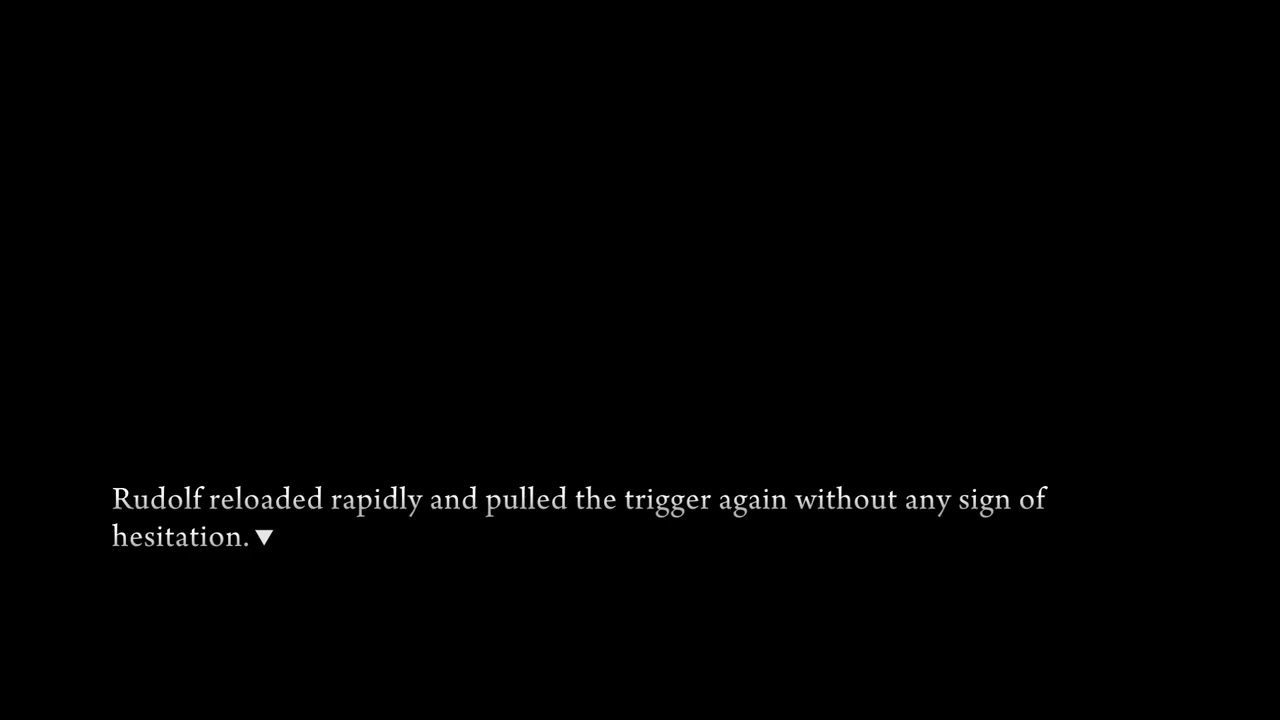 Rudolf reloaded rapidly and pulled the trigger again without any sign of
hesitation. ▼